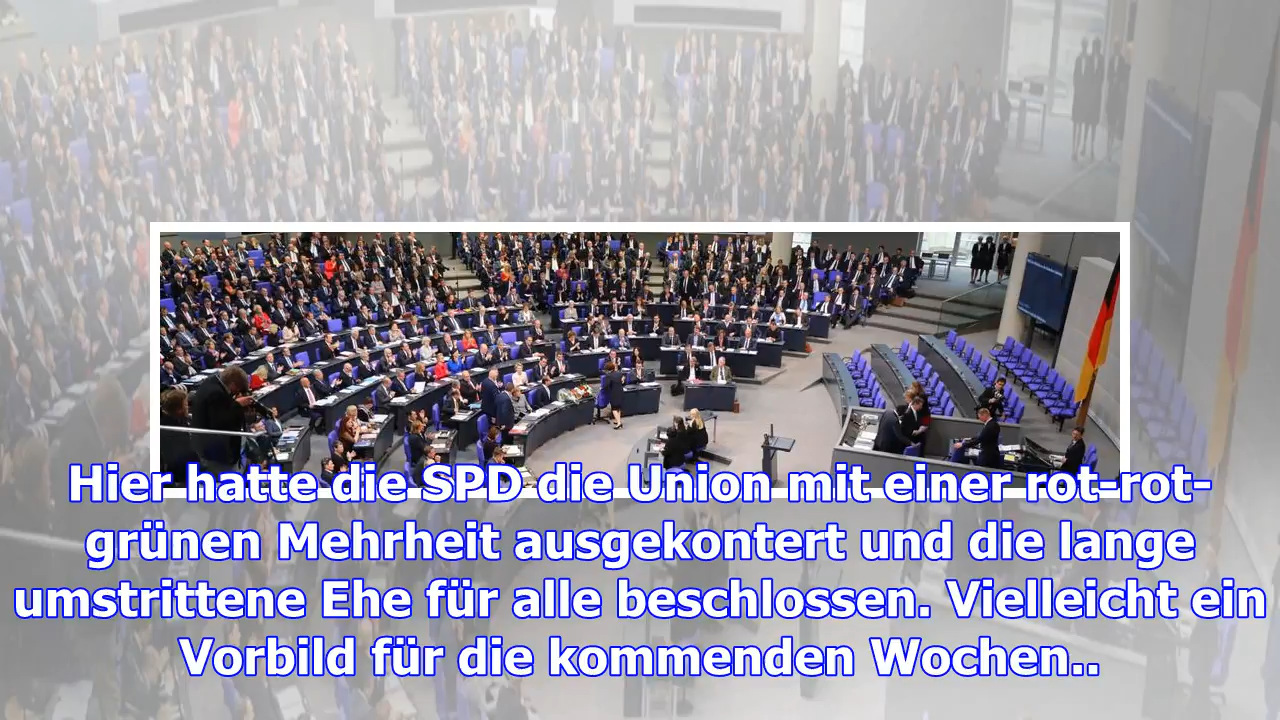 Hier hatte die SPD die Union mit einer rot-rot-
grünen Mehrheit ausgekontert und die lange
umstrittene Ehe für alle beschlossen. Vielleicht ein
Vorbild für die kommenden Wochen..